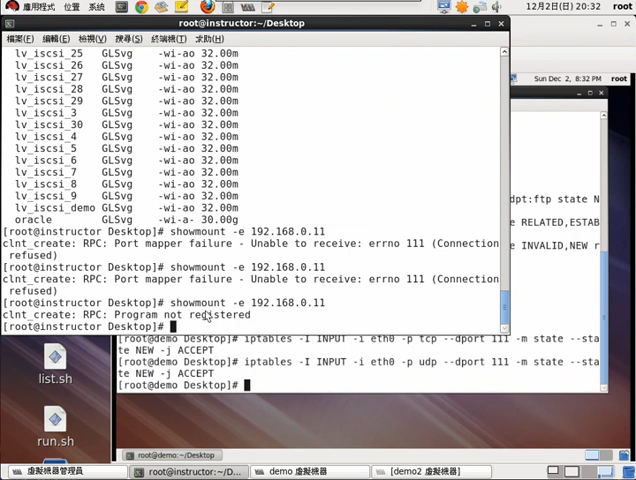 應用程式 位置 系統 12月2日(日) 20:32 root
root@instructor:~/Desktop
檔案(F) 編輯(E) 檢視(V) 搜尋(S) 終端機(T) 求助(H)
lv_iscsi_25 GLSvg -wi-ao 32.00m
lv_iscsi_26 GLSvg -wi-ao 32.00m
lv_iscsi_27 GLSvg -wi-ao 32.00m
lv_iscsi_28 GLSvg -wi-ao 32.00m
lv_iscsi_29 GLSvg -wi-ao 32.00m
lv_iscsi_3 GLSvg -wi-ao 32.00m
lv_iscsi_30 GLSvg -wi-ao 32.00m
lv_iscsi_4 GLSvg -wi-ao 32.00m
lv_iscsi_5 GLSvg -wi-ao 32.00m
lv_iscsi_6 GLSvg -wi-ao 32.00m
lv_iscsi_7 GLSvg -wi-ao 32.00m
lv_iscsi_8 GLSvg -wi-ao 32.00m
lv_iscsi_9 GLSvg -wi-ao 32.00m
lv_iscsi_demo GLSvg -wi-ao 32.00m
oracle GLSvg -wi-a- 30.00g
[root@instructor Desktop]# showmount -e 192.168.0.11
clnt_create: RPC: Port mapper failure - Unable to receive: errno 111 (Connection
refused)
[root@instructor Desktop]# showmount -e 192.168.0.11
clnt_create: RPC: Port mapper failure - Unable to receive: errno 111 (Connection
refused)
[root@instructor Desktop]# showmount -e 192.168.0.11
clnt_create: RPC: Program not registered
[root@instructor Desktop]#
Sun Dec 2, 8:32 PM root
dpt:ftp state N
e RELATED,ESTAB
e INVALID,NEW r
[root@demo Desktop]# iptables -I INPUT -i eth0 -p tcp --dport 111 -m state --sta
te NEW -j ACCEPT
[root@demo Desktop]# iptables -I INPUT -i eth0 -p udp --dport 111 -m state --sta
te NEW -j ACCEPT
[root@demo Desktop]#
list.sh
run.sh
root@demo:~/Desktop
虛擬機器管理員 root@instructor:~/D... demo 虛擬機器 [demo2 虛擬機器]